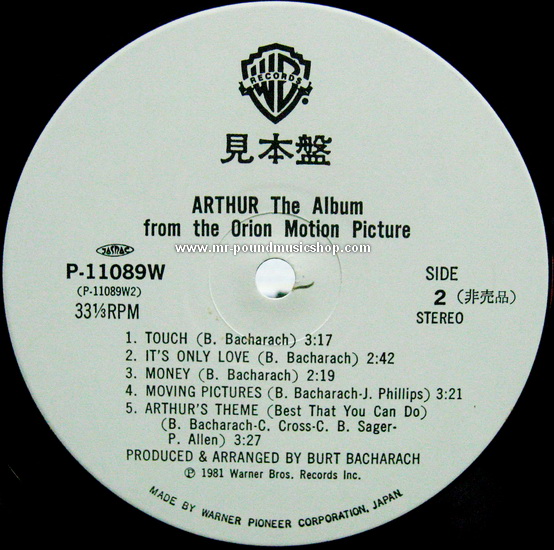 WB
RECORDS
®
見本盤
ARTHUR The Album
from the Orion Motion Picture
www.mr-poundmusicshop.com
JASRAC
P-11089W
(P-11089W2)
33⅓RPM
SIDE
2 (非売品)
STEREO
1. TOUCH (B. Bacharach) 3:17
2. IT'S ONLY LOVE (B. Bacharach) 2:42
3. MONEY (B. Bacharach) 2:19
4. MOVING PICTURES (B. Bacharach-J. Phillips) 3:21
5. ARTHUR'S THEME (Best That You Can Do)
(B. Bacharach-C. Cross-C. B. Sager-
P. Allen) 3:27
PRODUCED & ARRANGED BY BURT BACHARACH
℗ 1981 Warner Bros. Records Inc.
MADE BY WARNER PIONEER CORPORATION, JAPAN.